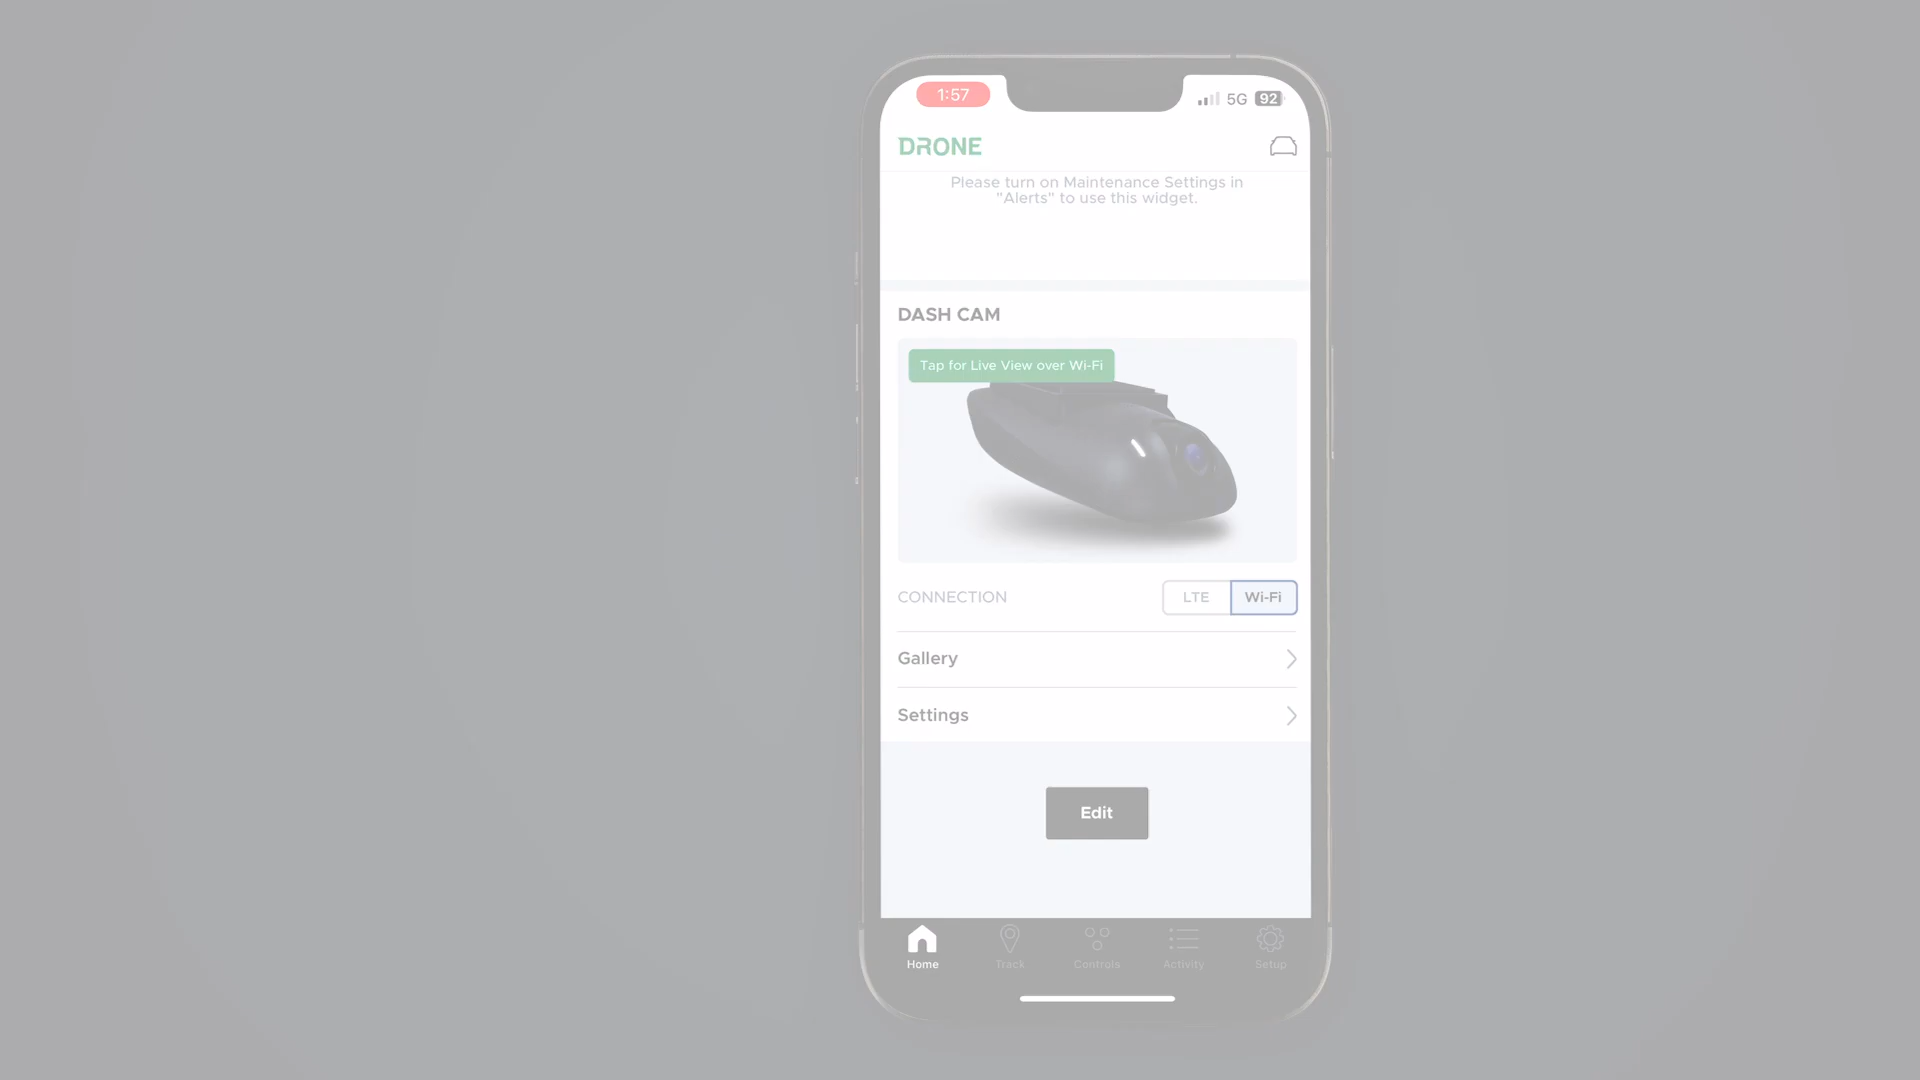 1:57
5G 92
DRONE
Please turn on Maintenance Settings in
"Alerts" to use this widget.
DASH CAM
Tap for Live View over Wi-Fi
CONNECTION
LTE
Wi-Fi
Gallery
Settings
Edit
Home
Track
Controls
Activity
Setup